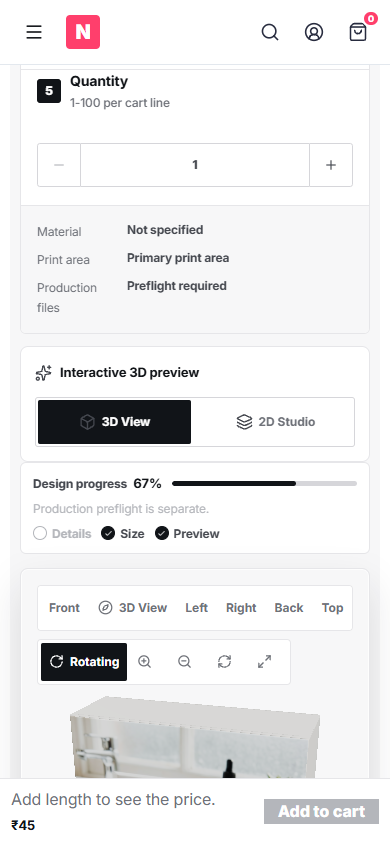 N
0
5
Quantity
1-100 per cart line
1
Material Not specified
Print area Primary print area
Production files Preflight required
Interactive 3D preview
3D View
2D Studio
Design progress 67%
Production preflight is separate.
Details Size Preview
Front 3D View Left Right Back Top
Rotating
Add length to see the price.
₹45
Add to cart